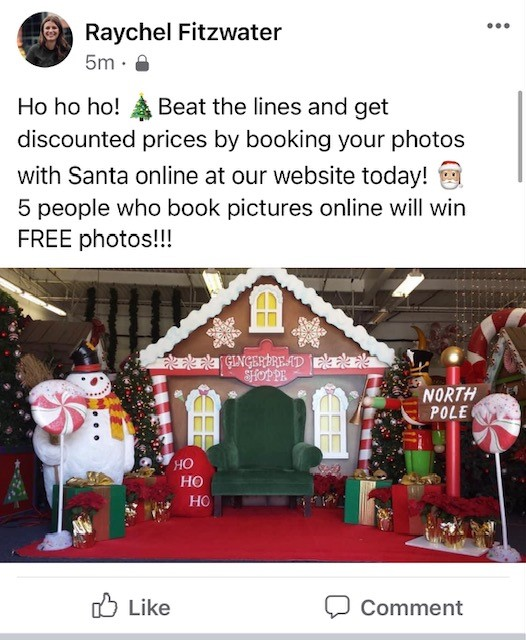 Raychel Fitzwater
5m ·
Ho ho ho! 🎄 Beat the lines and get
discounted prices by booking your photos
with Santa online at our website today! 🎅🏼
5 people who book pictures online will win
FREE photos!!!
GINGERBREAD
SHOPPE
NORTH
POLE
HO
HO
HO
Like
Comment